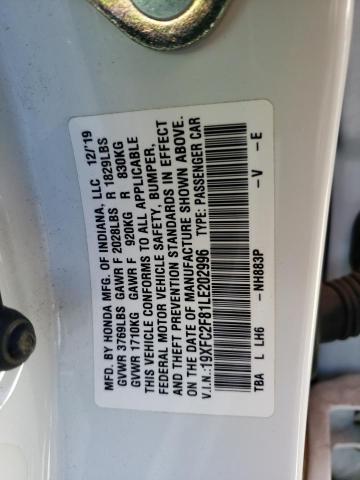 MFD. BY HONDA MFG. OF INDIANA, LLC 12/'19
GVWR 3769LBS GAWR F 2028LBS R 1829LBS
GVWR 1710KG GAWR F 920KG R 830KG
THIS VEHICLE CONFORMS TO ALL APPLICABLE
FEDERAL MOTOR VEHICLE SAFETY, BUMPER,
AND THEFT PREVENTION STANDARDS IN EFFECT
ON THE DATE OF MANUFACTURE SHOWN ABOVE.
V.I.N.:19XFC2F81LE202996 TYPE: PASSENGER CAR
TBA L LH6 -NH883P -V -E